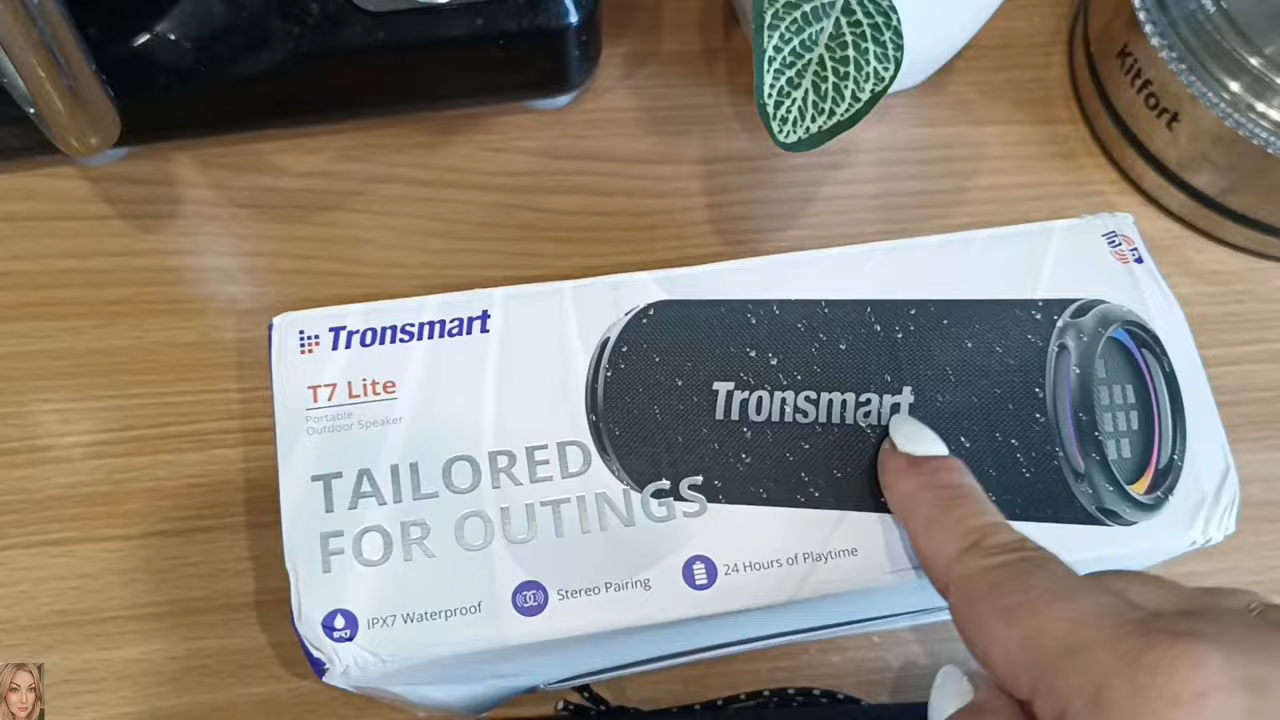 Kitfort
Tronsmart
T7 Lite
Portable
Outdoor Speaker
Tronsmart
TAILORED
FOR OUTINGS
IPX7 Waterproof
Stereo Pairing
24 Hours of Playtime